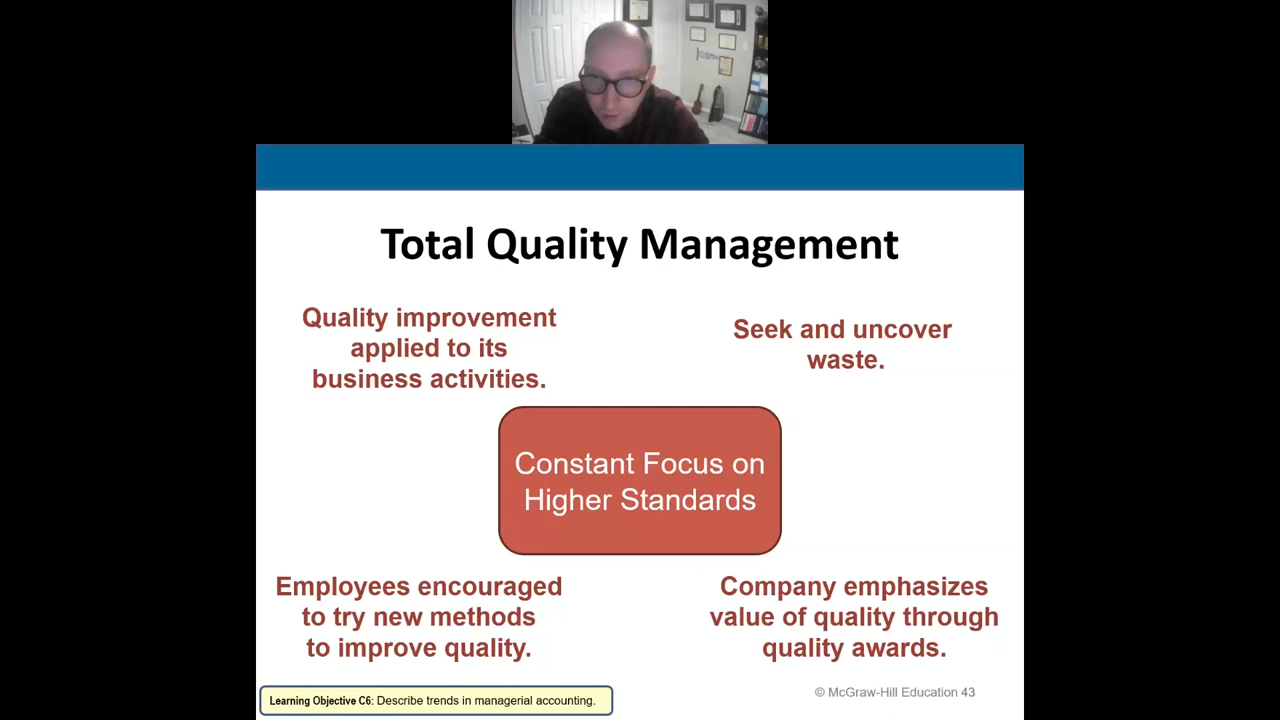 Total Quality Management
Quality improvement
applied to its
business activities.
Seek and uncover
waste.
Constant Focus on
Higher Standards
Employees encouraged
to try new methods
to improve quality.
Company emphasizes
value of quality through
quality awards.
Learning Objective C6: Describe trends in managerial accounting.
© McGraw-Hill Education 43